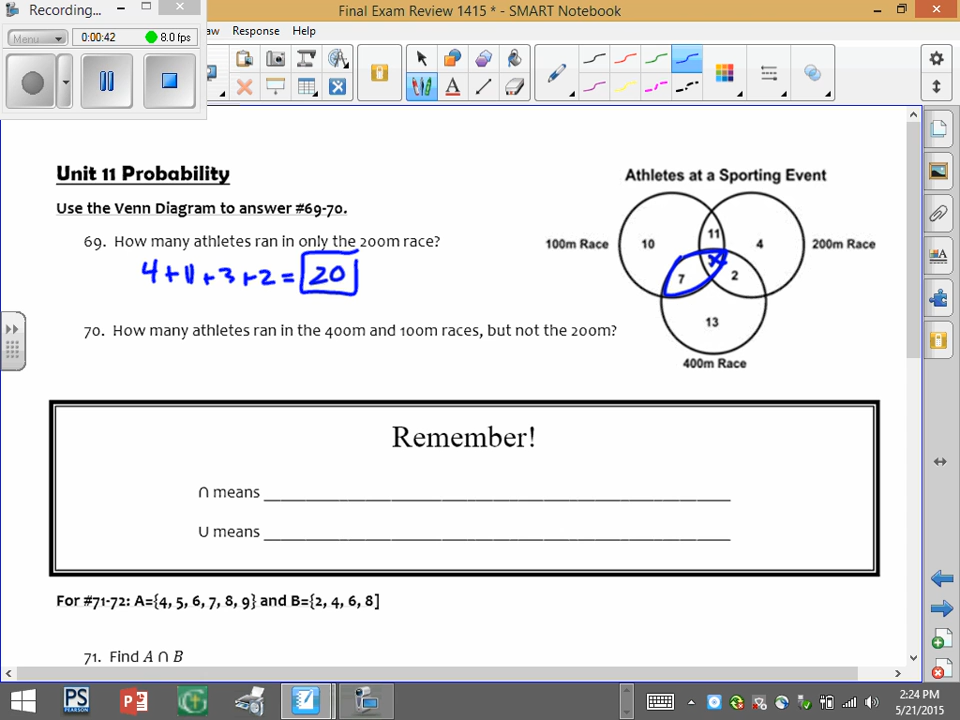 Recording...
Final Exam Review 1415 * - SMART Notebook
Menu
0:00:42
8.0 fps
aw Response Help
Unit 11 Probability
Use the Venn Diagram to answer #69-70.
69. How many athletes ran in only the 200m race?
4+11+3+2=20
70. How many athletes ran in the 400m and 100m races, but not the 200m?
Athletes at a Sporting Event
100m Race
10
11
4
200m Race
7
2
13
400m Race
Remember!
∩ means
U means
For #71-72: A={4, 5, 6, 7, 8, 9} and B={2, 4, 6, 8]
71. Find A ∩ B
PS
PEARSON
2:24 PM
5/21/2015